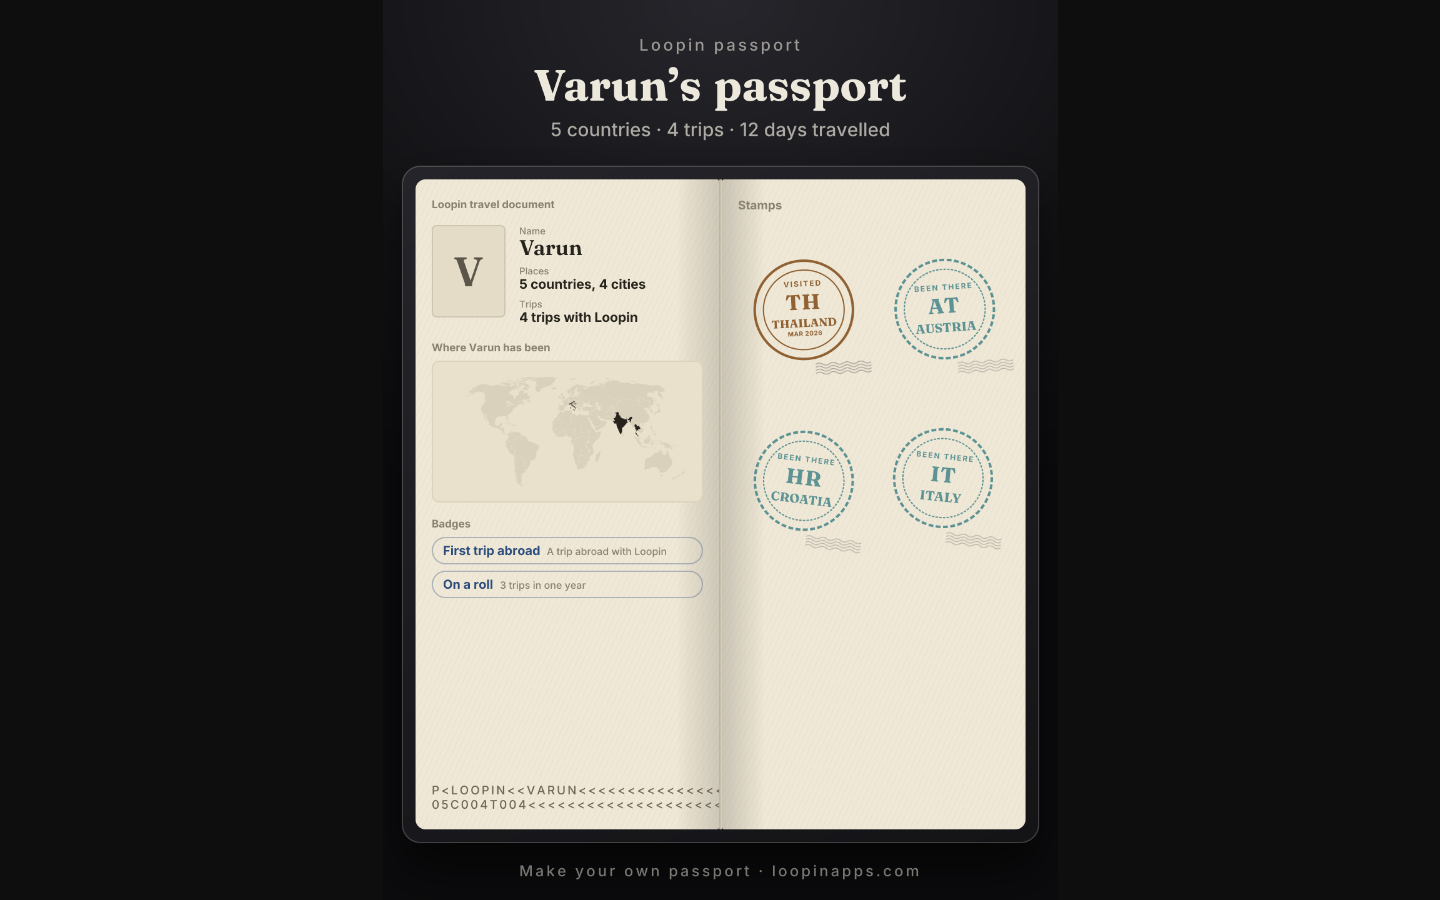 Loopin passport
Varun’s passport
5 countries · 4 trips · 12 days travelled
Loopin travel document
V
Name
Varun
Places
5 countries, 4 cities
Trips
4 trips with Loopin
Where Varun has been
Badges
First trip abroad A trip abroad with Loopin
On a roll 3 trips in one year
P<LOOPIN<<VARUN<<<<<<<<<<<<<<<
05C004T004<<<<<<<<<<<<<<<<<<<<
Stamps
VISITED
TH
THAILAND
MAR 2026
BEEN THERE
AT
AUSTRIA
BEEN THERE
HR
CROATIA
BEEN THERE
IT
ITALY
Make your own passport · loopinapps.com